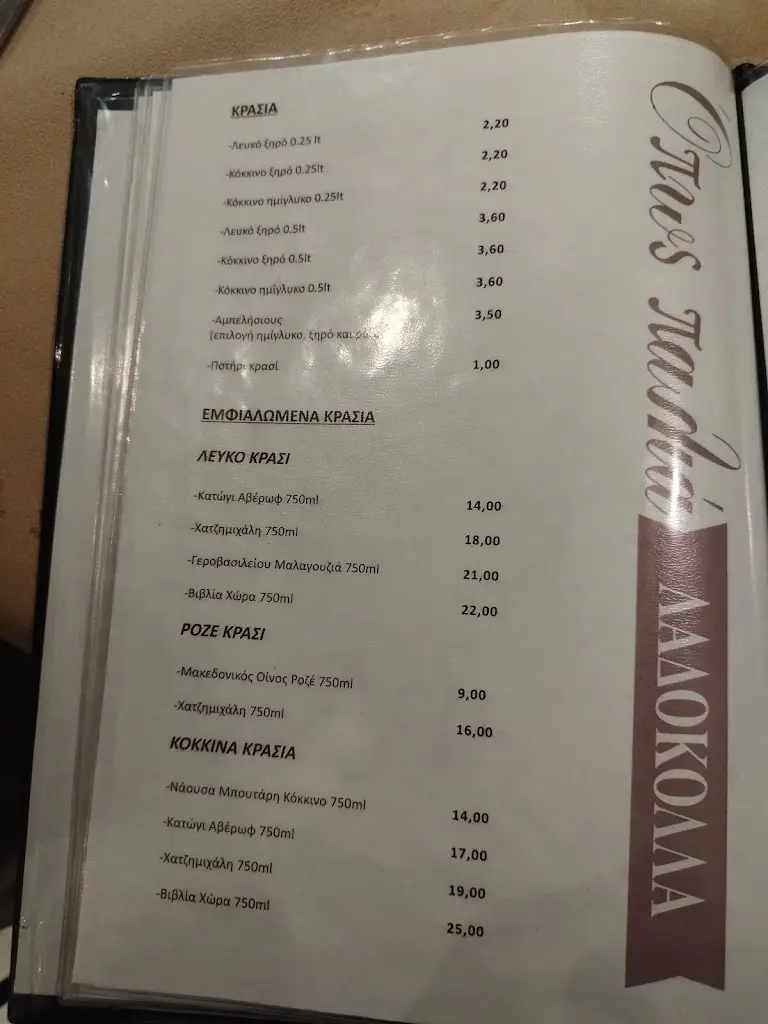 ΚΡΑΣΙΑ
-Λευκό ξηρό 0.25 lt 2,20
-Κόκκινο ξηρό 0.25lt 2,20
-Κόκκινο ημίγλυκο 0.25lt 2,20
-Λευκό ξηρό 0.5lt 3,60
-Κόκκινο ξηρό 0.5lt 3,60
-Κόκκινο ημίγλυκο 0.5lt 3,60
-Αμπελήσιους 3,50
(επιλογή ημίγλυκο, ξηρό και
-Ποτήρι κρασί 1,00
ΕΜΦΙΑΛΩΜΕΝΑ ΚΡΑΣΙΑ
ΛΕΥΚΟ ΚΡΑΣΙ
-Κατώγι Αβέρωφ 750ml 14,00
-Χατζημιχάλη 750ml 18,00
-Γεροβασιλείου Μαλαγουζιά 750ml 21,00
-Βιβλία Χώρα 750ml 22,00
ΡΟΖΕ ΚΡΑΣΙ
-Μακεδονικός Οίνος Ροζέ 750ml 9,00
-Χατζημιχάλη 750ml 16,00
ΚΟΚΚΙΝΑ ΚΡΑΣΙΑ
-Νάουσα Μπουτάρη Κόκκινο 750ml 14,00
-Κατώγι Αβέρωφ 750ml 17,00
-Χατζημιχάλη 750ml 19,00
-Βιβλία Χώρα 750ml 25,00
Όπως παλιά
ΛΑΔΟΚΟΛΛΑ